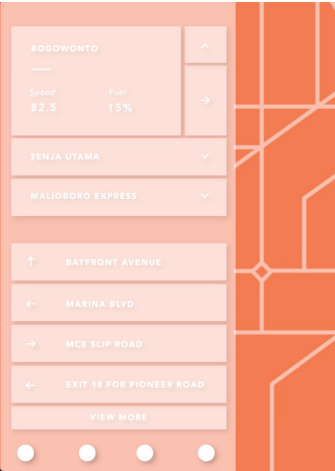 BOGOWONTO
Speed Fuel
82.5 15%
SENJA UTAMA
MALIOBORO EXPRESS
BAYFRONT AVENUE
MARINA BLVD
MCE SLIP ROAD
EXIT 18 FOR PIONEER ROAD
VIEW MORE